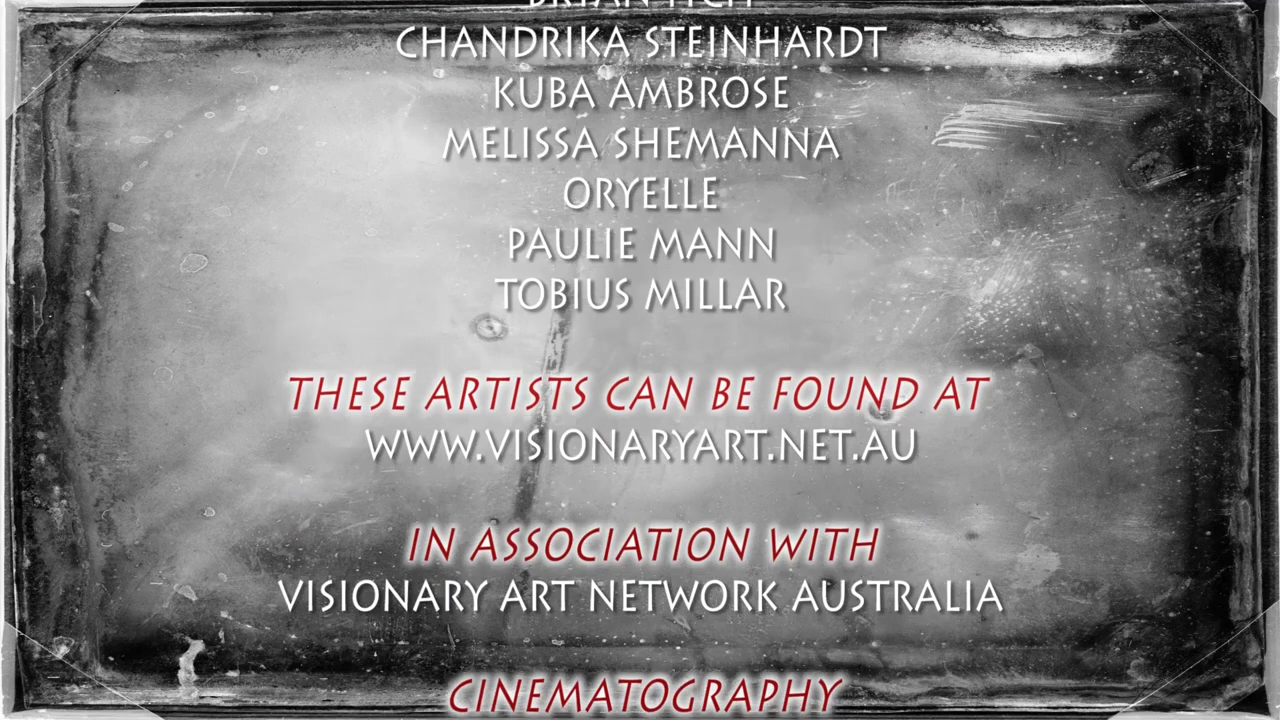 CHANDRIKA STEINHARDT
KUBA AMBROSE
MELISSA SHEMANNA
ORYELLE
PAULIE MANN
TOBIUS MILLAR
THESE ARTISTS CAN BE FOUND AT
WWW.VISIONARYART.NET.AU
IN ASSOCIATION WITH
VISIONARY ART NETWORK AUSTRALIA
CINEMATOGRAPHY